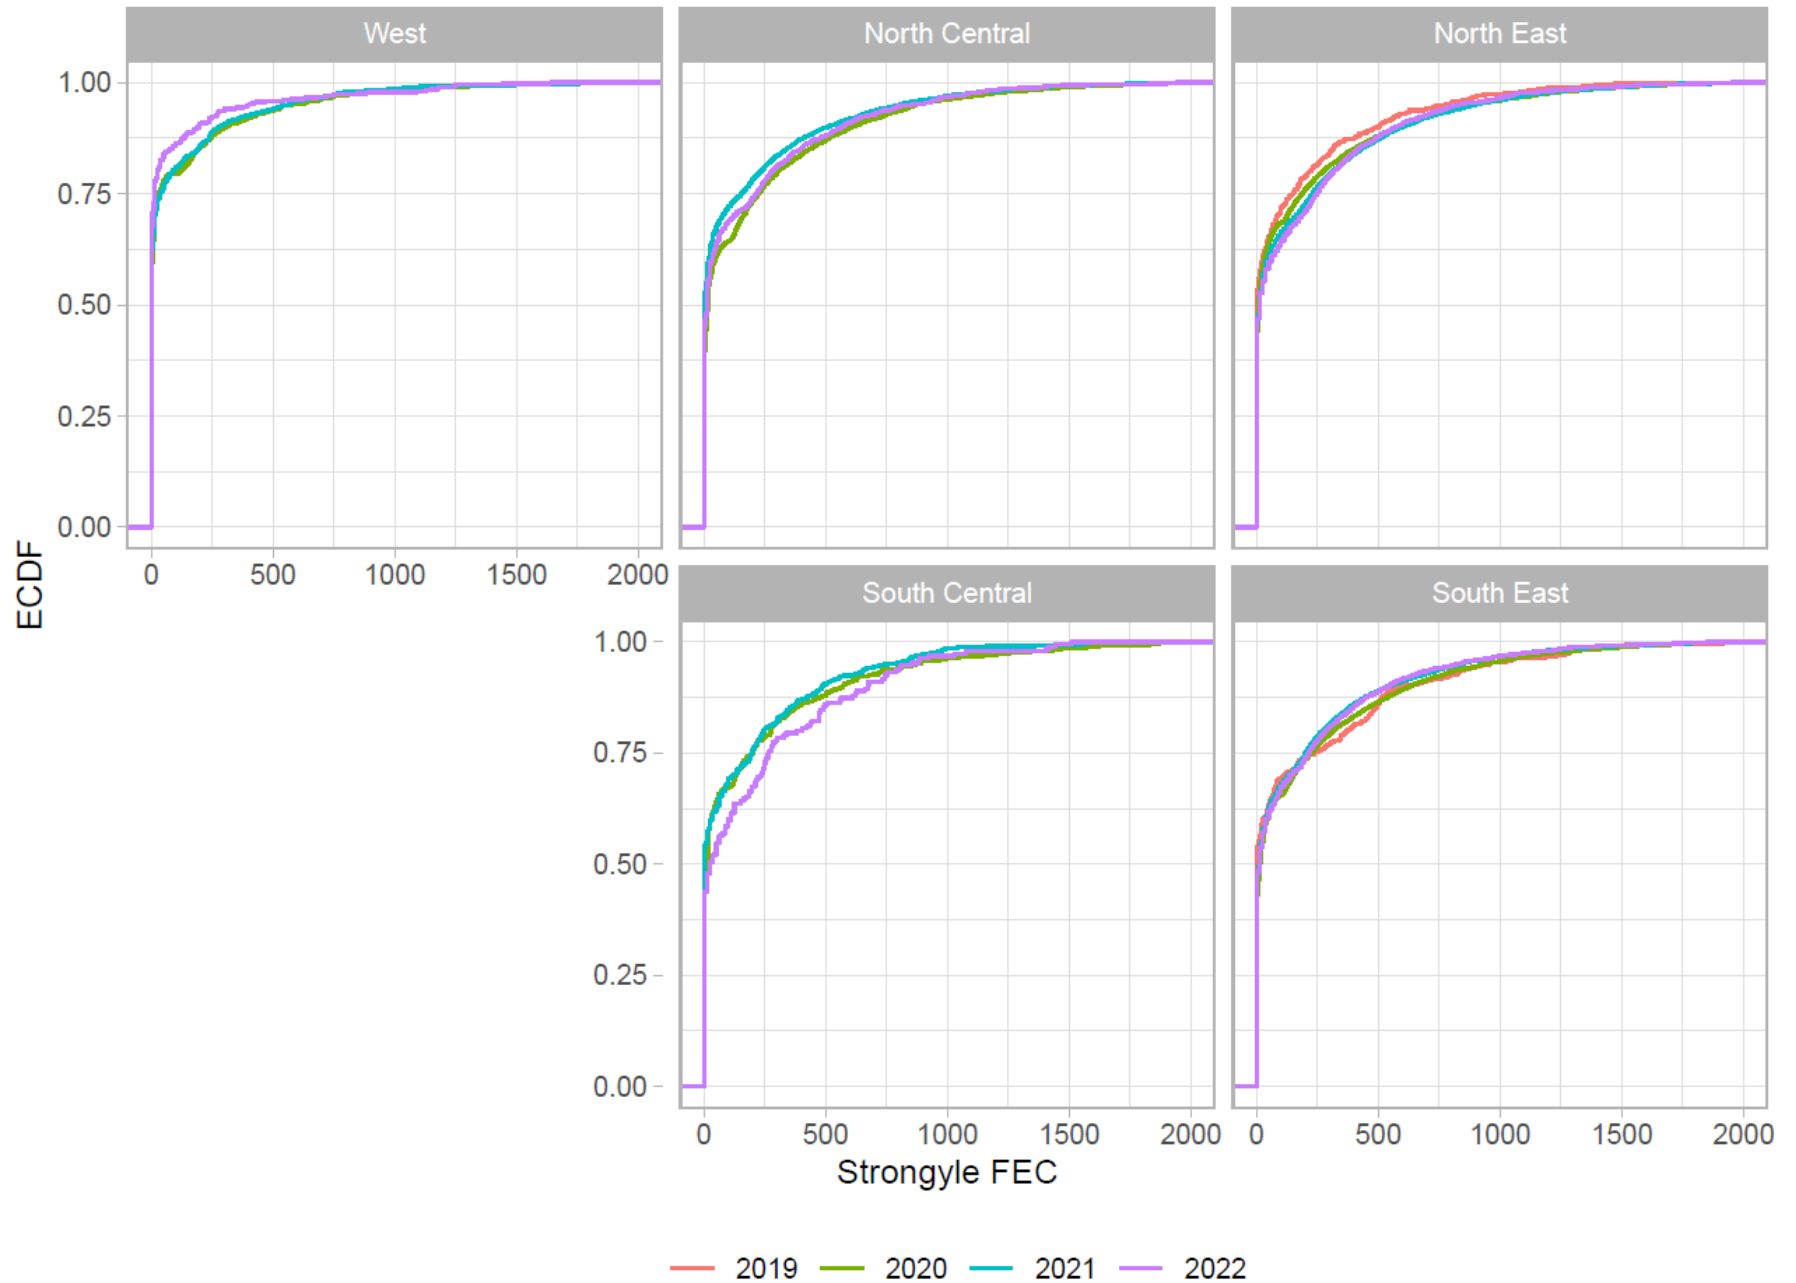 West
North Central
North East
1.00
0.75
0.50
0.25
0.00
0 500 1000 1500 2000
ECDF
South Central
South East
1.00
0.75
0.50
0.25
0.00
0 500 1000 1500 2000
0 500 1000 1500 2000
Strongyle FEC
2019 2020 2021 2022